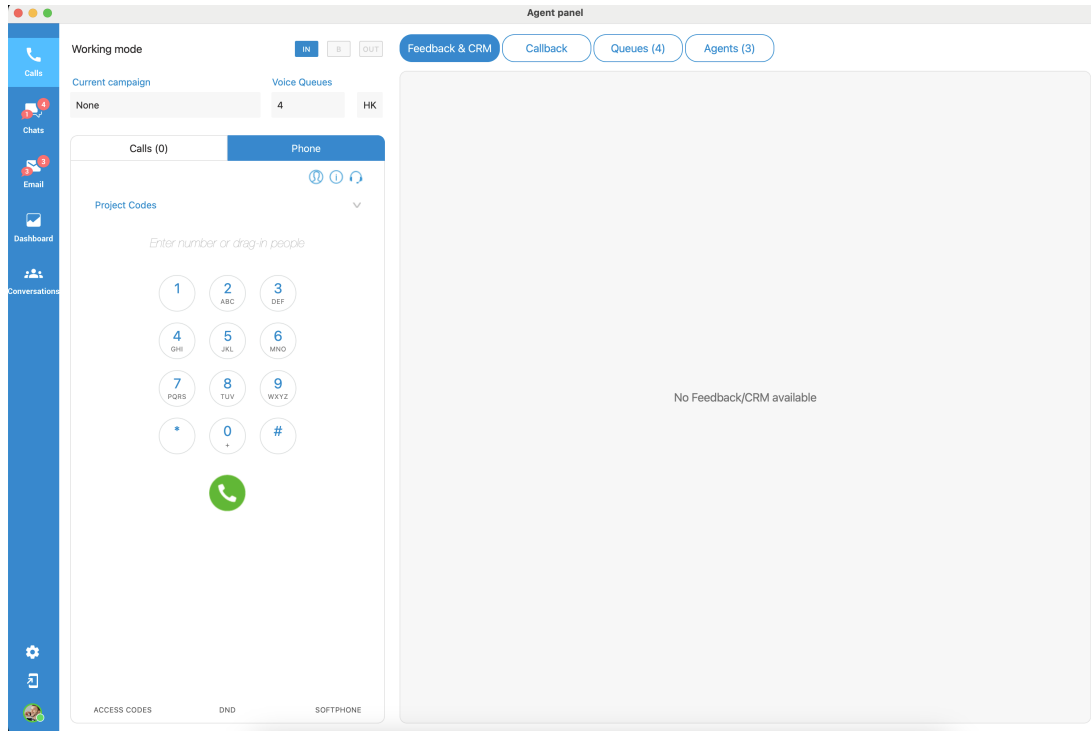 Agent panel
Calls
4
1
Chats
3
3
Email
Dashboard
Conversations
Working mode
IN
B
OUT
Current campaign
Voice Queues
None
4
HK
Calls (0)
Phone
Project Codes
Enter number or drag-in people
1
2
ABC
3
DEF
4
GHI
5
JKL
6
MNO
7
PQRS
8
TUV
9
WXYZ
*
0
+
#
ACCESS CODES
DND
SOFTPHONE
Feedback & CRM
Callback
Queues (4)
Agents (3)
No Feedback/CRM available